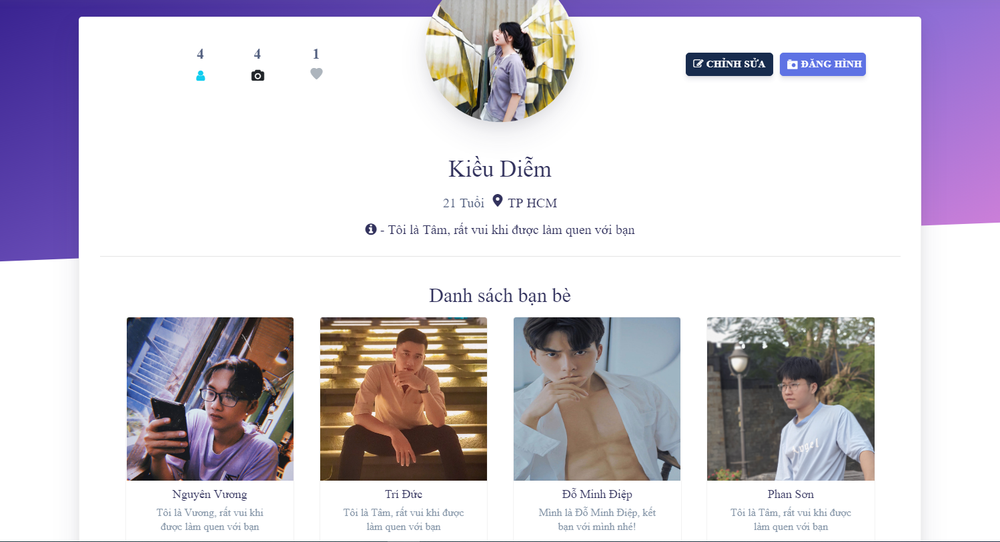 4 4 1
CHỈNH SỬA ĐĂNG HÌNH
Kiều Diễm
21 Tuổi TP HCM
- Tôi là Tâm, rất vui khi được làm quen với bạn
Danh sách bạn bè
Angel
Nguyên Vương
Tôi là Vương, rất vui khi
được làm quen với bạn
Trí Đức
Tôi là Tâm, rất vui khi được
làm quen với bạn
Đỗ Minh Điệp
Mình là Đỗ Minh Điệp, kết
bạn với mình nhé!
Phan Sơn
Tôi là Tâm, rất vui khi được
làm quen với bạn